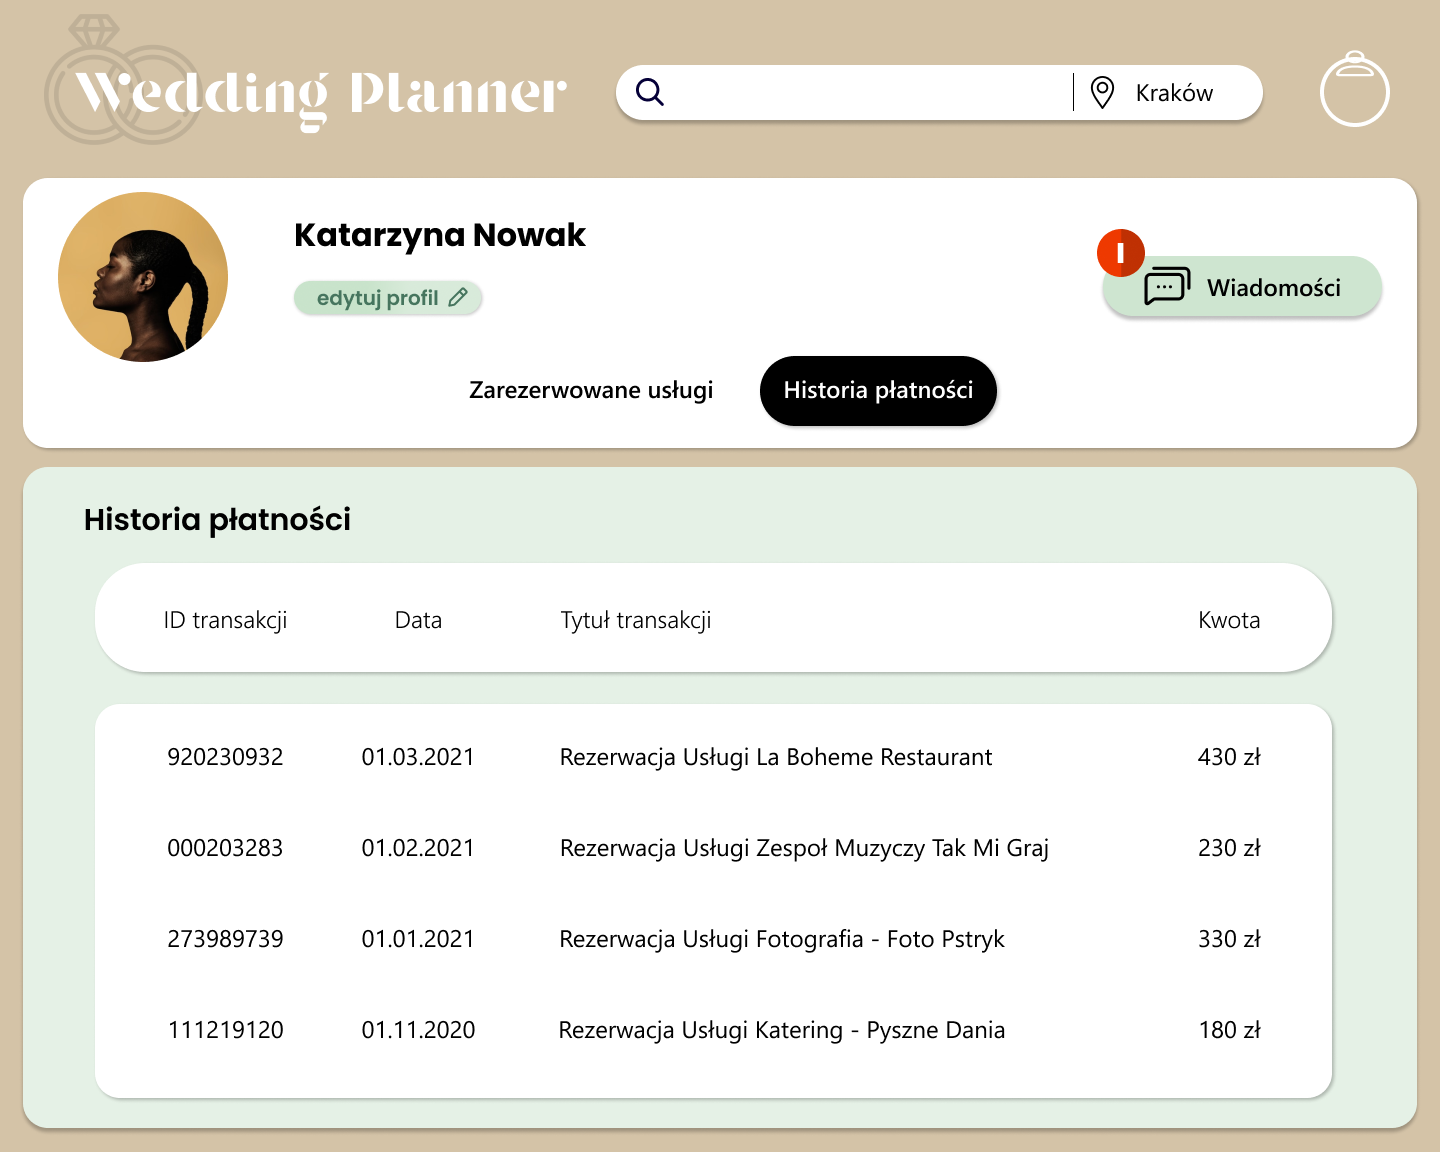 Wedding Planner
Kraków
Katarzyna Nowak
edytuj profil
1
Wiadomości
Zarezerwowane usługi
Historia płatności
Historia płatności
ID transakcji Data Tytuł transakcji Kwota
920230932 01.03.2021 Rezerwacja Usługi La Boheme Restaurant 430 zł
000203283 01.02.2021 Rezerwacja Usługi Zespoł Muzyczy Tak Mi Graj 230 zł
273989739 01.01.2021 Rezerwacja Usługi Fotografia - Foto Pstryk 330 zł
111219120 01.11.2020 Rezerwacja Usługi Katering - Pyszne Dania 180 zł